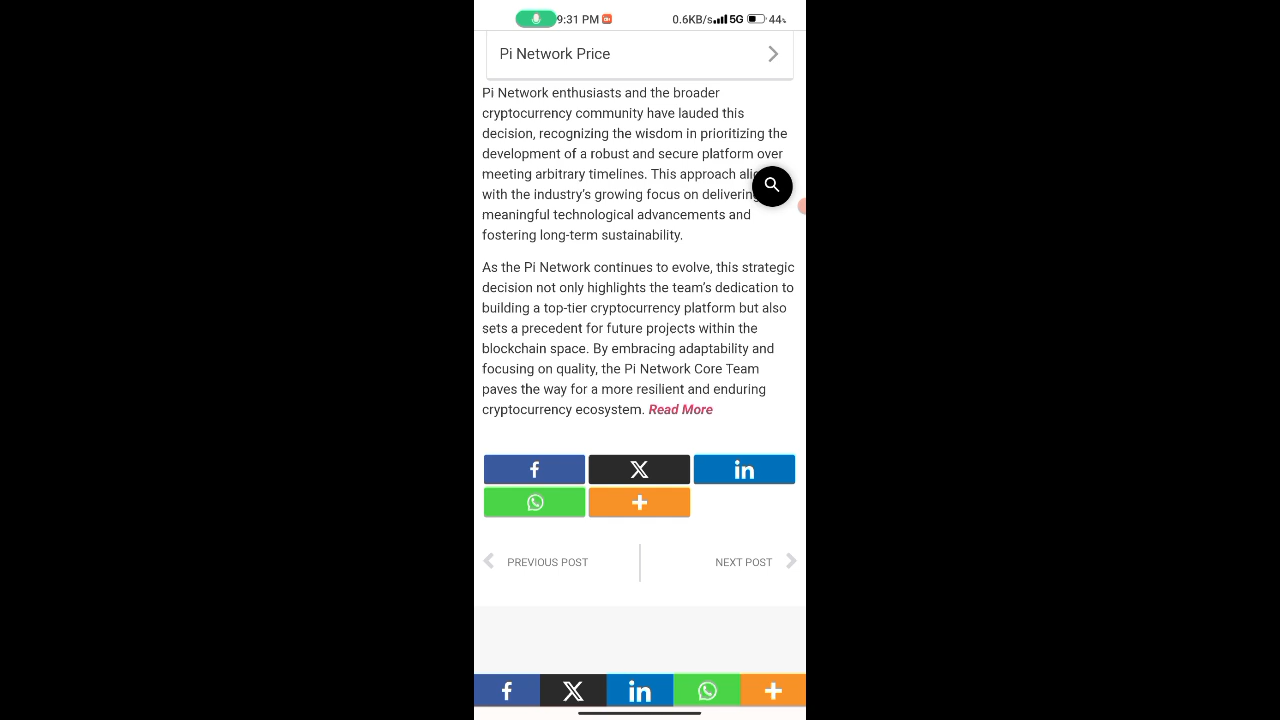 9:31 PM
0.6KB/s 5G 44
Pi Network Price
Pi Network enthusiasts and the broader
cryptocurrency community have lauded this
decision, recognizing the wisdom in prioritizing the
development of a robust and secure platform over
meeting arbitrary timelines. This approach
with the industry's growing focus on delivering
meaningful technological advancements and
fostering long-term sustainability.
As the Pi Network continues to evolve, this strategic
decision not only highlights the team's dedication to
building a top-tier cryptocurrency platform but also
sets a precedent for future projects within the
blockchain space. By embracing adaptability and
focusing on quality, the Pi Network Core Team
paves the way for a more resilient and enduring
cryptocurrency ecosystem. Read More
f X in
+
PREVIOUS POST
NEXT POST
f X in +